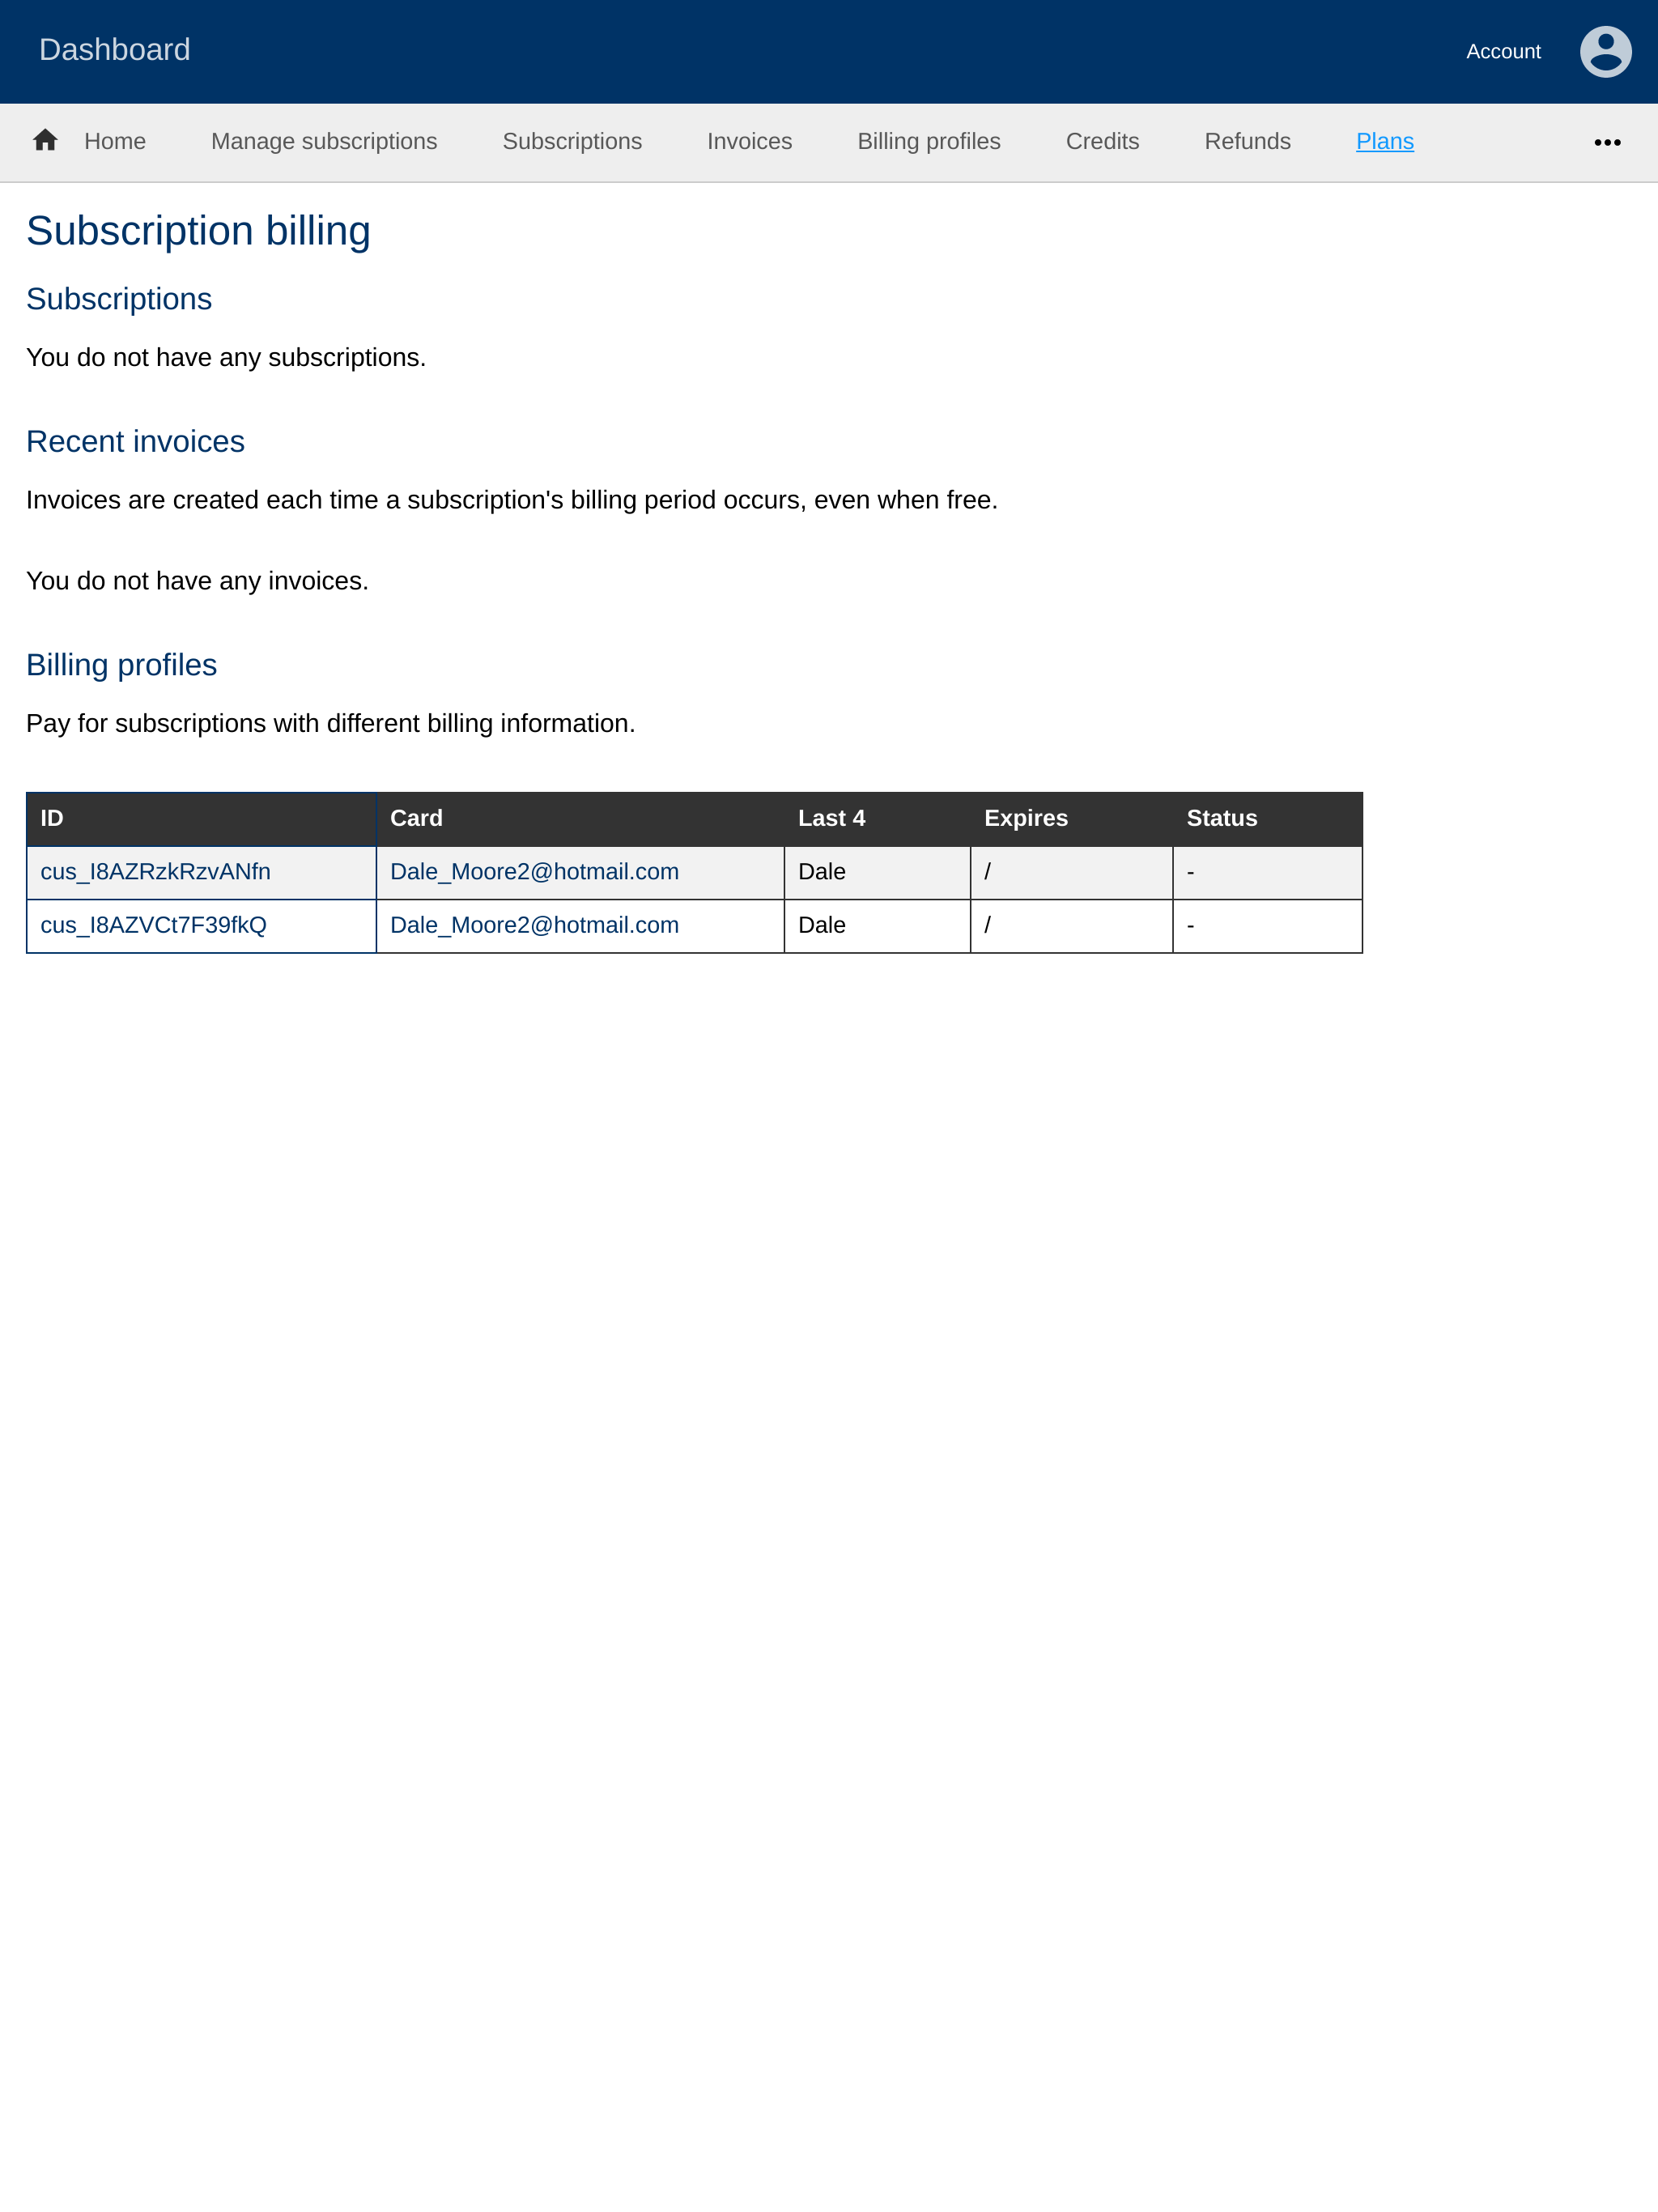 Dashboard
Account
Home Manage subscriptions Subscriptions Invoices Billing profiles Credits Refunds Plans
Subscription billing
Subscriptions
You do not have any subscriptions.
Recent invoices
Invoices are created each time a subscription's billing period occurs, even when free.
You do not have any invoices.
Billing profiles
Pay for subscriptions with different billing information.
ID Card Last 4 Expires Status
cus_I8AZRzkRzvANfn Dale_Moore2@hotmail.com Dale / -
cus_I8AZVCt7F39fkQ Dale_Moore2@hotmail.com Dale / -